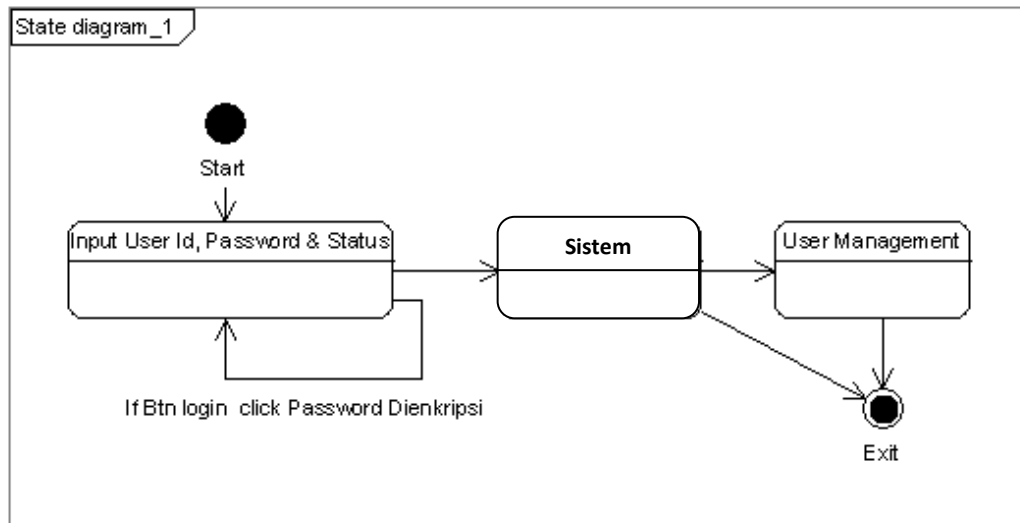 State diagram_1
Start
Input User Id, Password & Status
Sistem
User Management
If Btn login click Password Dienkripsi
Exit